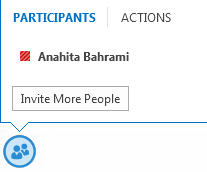 PARTICIPANTS ACTIONS
Anahita Bahrami
Invite More People